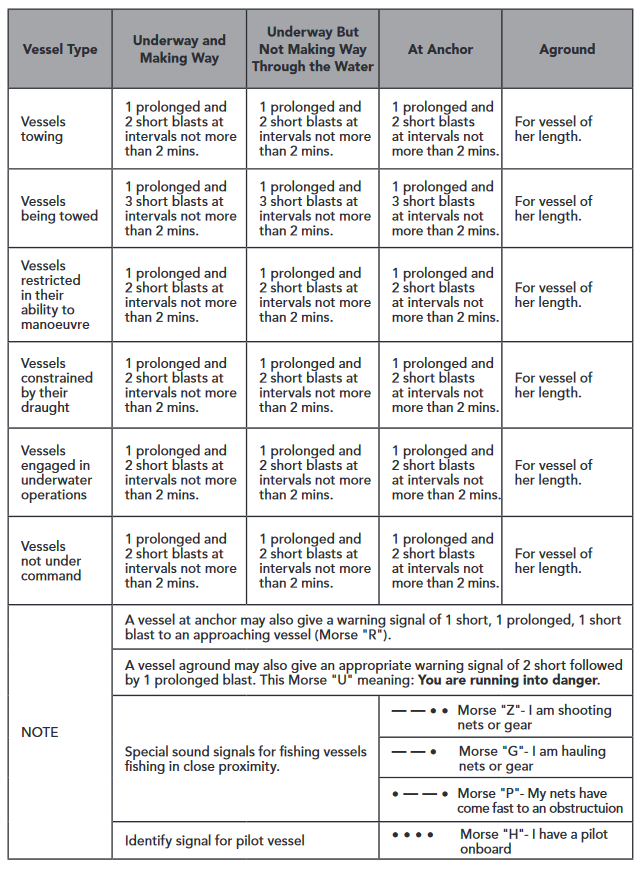 Vessel Type
Underway and
Making Way
Underway But
Not Making Way
Through the Water
At Anchor
Aground
Vessels
towing
1 prolonged and
2 short blasts at
intervals not more
than 2 mins.
1 prolonged and
2 short blasts at
intervals not more
than 2 mins.
1 prolonged and
2 short blasts
at intervals not
more than 2 mins.
For vessel of
her length.
Vessels
being towed
1 prolonged and
3 short blasts at
intervals not more
than 2 mins.
1 prolonged and
3 short blasts at
intervals not more
than 2 mins.
1 prolonged and
3 short blasts
at intervals not
more than 2 mins.
For vessel of
her length.
Vessels
restricted
in their
ability to
manoeuvre
1 prolonged and
2 short blasts at
intervals not more
than 2 mins.
1 prolonged and
2 short blasts at
intervals not more
than 2 mins.
1 prolonged and
2 short blasts
at intervals not
more than 2 mins.
For vessel of
her length.
Vessels
constrained
by their
draught
1 prolonged and
2 short blasts at
intervals not more
than 2 mins.
1 prolonged and
2 short blasts at
intervals not more
than 2 mins.
1 prolonged and
2 short blasts
at intervals not
more than 2 mins.
For vessel of
her length.
Vessels
engaged in
underwater
operations
1 prolonged and
2 short blasts at
intervals not more
than 2 mins.
1 prolonged and
2 short blasts at
intervals not more
than 2 mins.
1 prolonged and
2 short blasts
at intervals not
more than 2 mins.
For vessel of
her length.
Vessels
not under
command
1 prolonged and
2 short blasts at
intervals not more
than 2 mins.
1 prolonged and
2 short blasts at
intervals not more
than 2 mins.
1 prolonged and
2 short blasts
at intervals not
more than 2 mins.
For vessel of
her length.
NOTE
A vessel at anchor may also give a warning signal of 1 short, 1 prolonged, 1 short
blast to an approaching vessel (Morse "R").
A vessel aground may also give an appropriate warning signal of 2 short followed
by 1 prolonged blast. This Morse "U" meaning: You are running into danger.
Special sound signals for fishing vessels
fishing in close proximity.
— — • • Morse "Z"- I am shooting
nets or gear
— — • Morse "G"- I am hauling
nets or gear
• — — • Morse "P"- My nets have
come fast to an obstructuion
Identify signal for pilot vessel
• • • • Morse "H"- I have a pilot
onboard